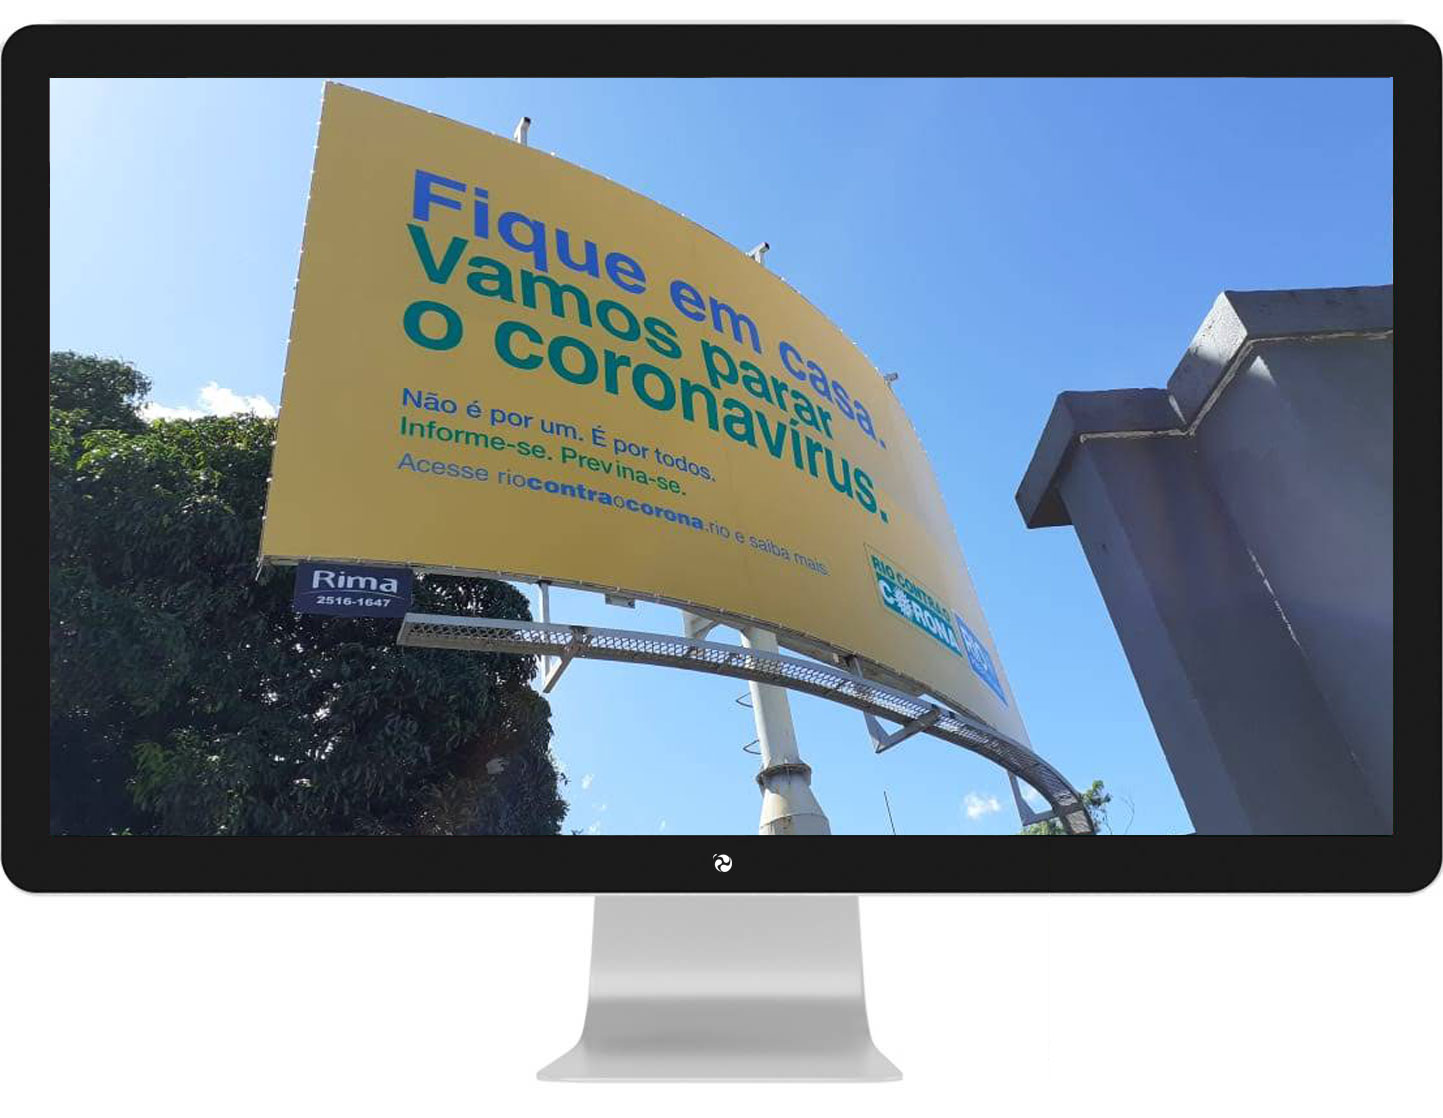 Fique em casa.
Vamos parar
o coronavírus.
Não é por um. É por todos.
Informe-se. Previna-se.
Acesse riocontraocorona.rio e saiba mais.
RIO CONTRA O
CORONA
RIO
Rima
2516-1647